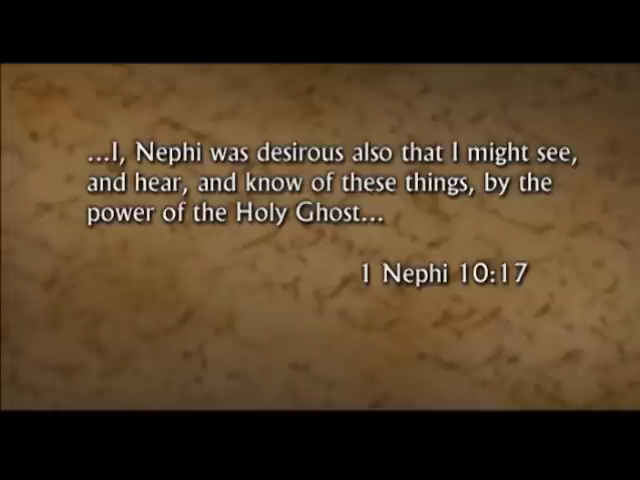 ...I, Nephi was desirous also that I might see,
and hear, and know of these things, by the
power of the Holy Ghost...
1 Nephi 10:17